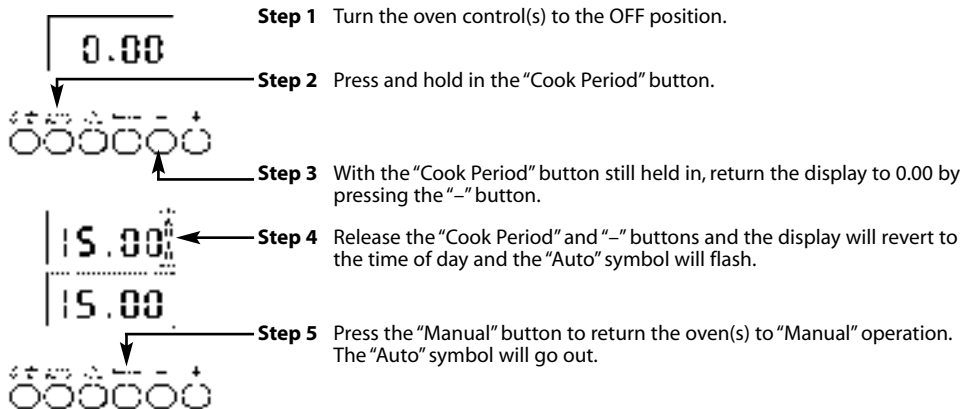 Step 1 Turn the oven control(s) to the OFF position.
0.00
Step 2 Press and hold in the “Cook Period” button.
– +
Step 3 With the “Cook Period” button still held in, return the display to 0.00 by
pressing the “–” button.
15.00
Step 4 Release the “Cook Period” and “–” buttons and the display will revert to
the time of day and the “Auto” symbol will flash.
15.00
Step 5 Press the “Manual” button to return the oven(s) to “Manual” operation.
The “Auto” symbol will go out.
– +